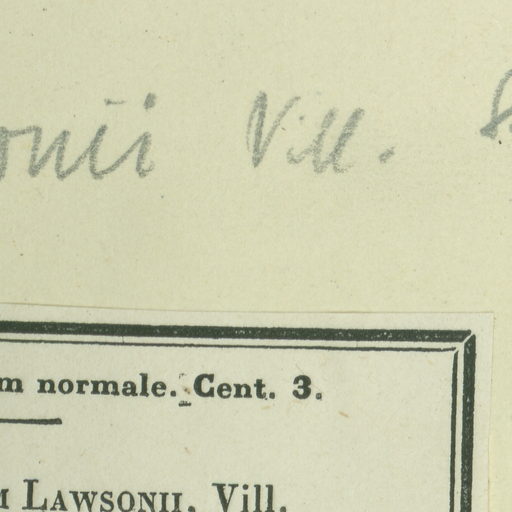 onii Vill.
m normale. Cent. 3.
M LAWSONII, Vill.